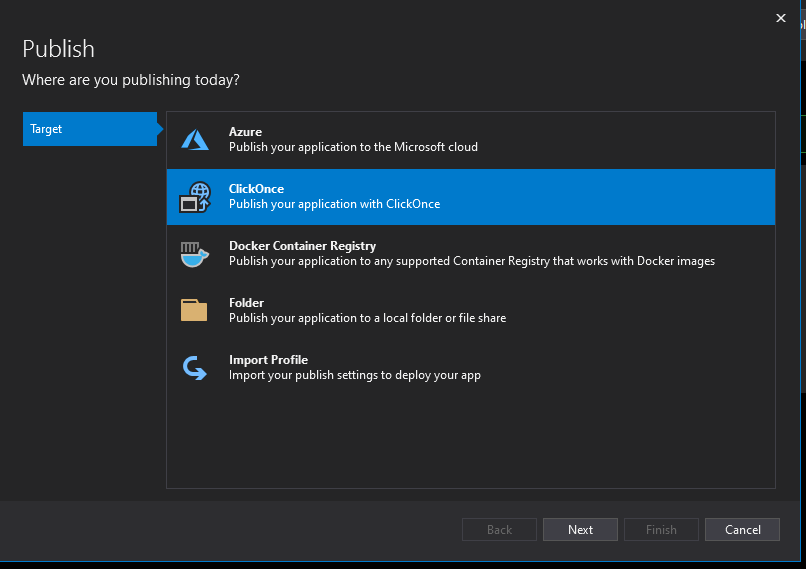 Publish
Where are you publishing today?
Target
Azure
Publish your application to the Microsoft cloud
ClickOnce
Publish your application with ClickOnce
Docker Container Registry
Publish your application to any supported Container Registry that works with Docker images
Folder
Publish your application to a local folder or file share
Import Profile
Import your publish settings to deploy your app
Back
Next
Finish
Cancel